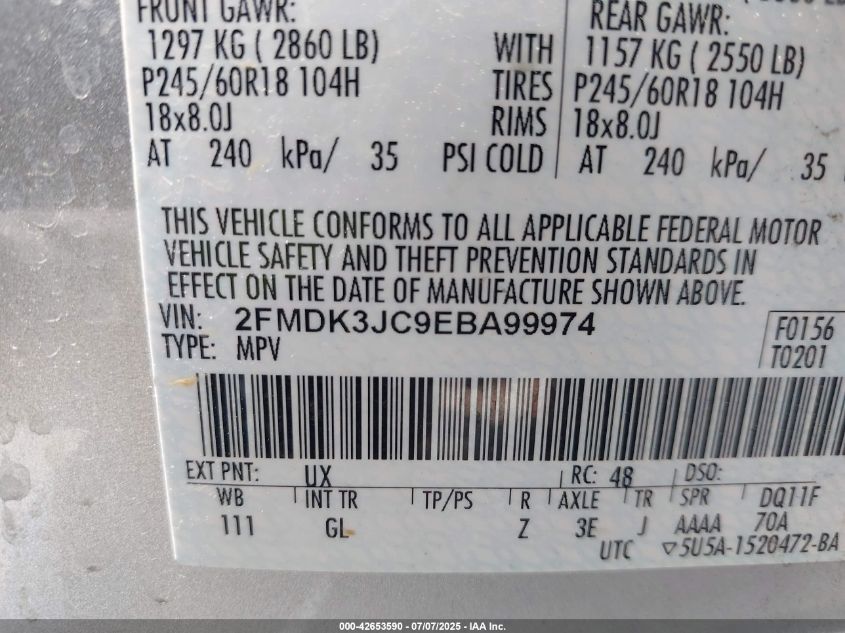 FRONT GAWR: REAR GAWR:
1297 KG ( 2860 LB) WITH 1157 KG ( 2550 LB)
P245/60R18 104H TIRES P245/60R18 104H
18x8.0J RIMS 18x8.0J
AT 240 kPa/ 35 PSI COLD AT 240 kPa/ 35
THIS VEHICLE CONFORMS TO ALL APPLICABLE FEDERAL MOTOR
VEHICLE SAFETY AND THEFT PREVENTION STANDARDS IN
EFFECT ON THE DATE OF MANUFACTURE SHOWN ABOVE.
VIN: 2FMDK3JC9EBA99974 F0156
TYPE: MPV T0201
EXT PNT: UX RC: 48 DSO:
WB INT TR TP/PS R AXLE TR SPR DQ11F
111 GL Z 3E J AAAA 70A
UTC ▽5U5A-1520472-BA
000-42653590 - 07/07/2025 - IAA Inc.